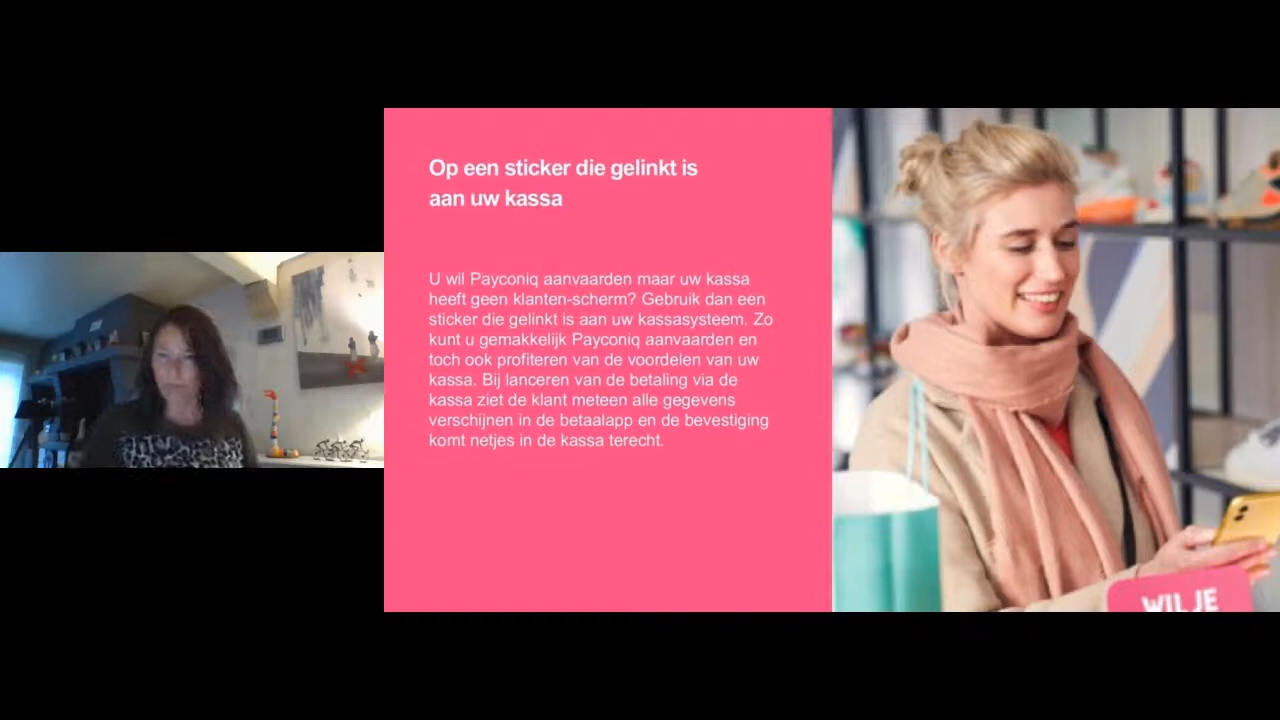 Op een sticker die gelinkt is
aan uw kassa
U wil Payconiq aanvaarden maar uw kassa
heeft geen klanten-scherm? Gebruik dan een
sticker die gelinkt is aan uw kassasysteem. Zo
kunt u gemakkelijk Payconiq aanvaarden en
toch ook profiteren van de voordelen van uw
kassa. Bij lanceren van de betaling via de
kassa ziet de klant meteen alle gegevens
verschijnen in de betaalapp en de bevestiging
komt netjes in de kassa terecht.
WIL JE